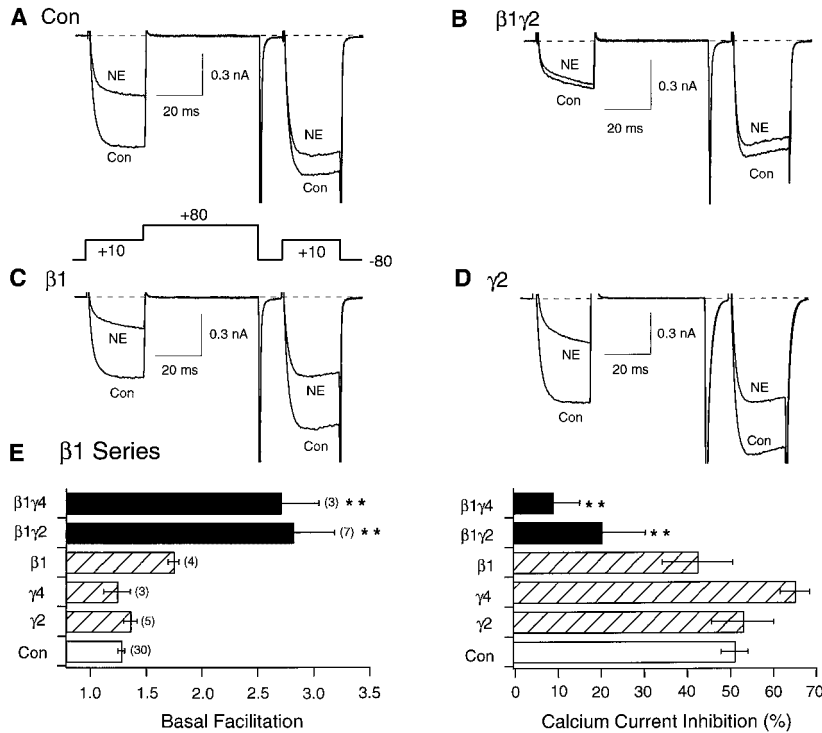 A Con
NE
Con
0.3 nA
20 ms
B β1γ2
NE
Con
0.3 nA
20 ms
NE
Con
NE
Con
+80
+10
+10
-80
C β1
NE
Con
0.3 nA
20 ms
NE
Con
D γ2
NE
Con
0.3 nA
20 ms
NE
Con
E β1 Series
β1γ4
(3) **
β1γ2
(7) **
β1
(4)
γ4
(3)
γ2
(5)
Con
(30)
1.0 1.5 2.0 2.5 3.0 3.5
Basal Facilitation
β1γ4
**
β1γ2
**
β1
γ4
γ2
Con
0 10 20 30 40 50 60 70
Calcium Current Inhibition (%)